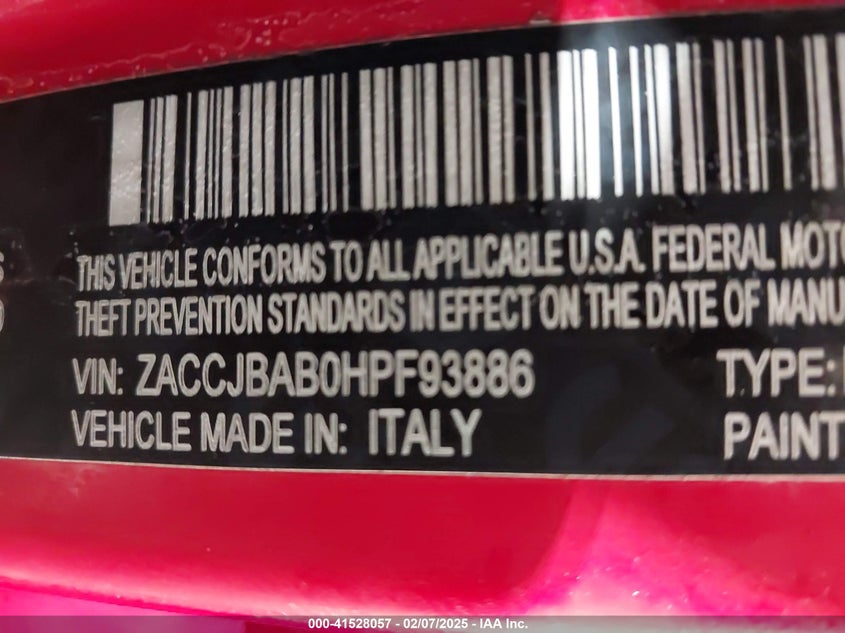 THIS VEHICLE CONFORMS TO ALL APPLICABLE U.S.A. FEDERAL MOTO
THEFT PREVENTION STANDARDS IN EFFECT ON THE DATE OF MANU
VIN: ZACCJBAB0HPF93886 TYPE:
VEHICLE MADE IN: ITALY PAINT
000-41528057 — 02/07/2025 — © IAA Inc.